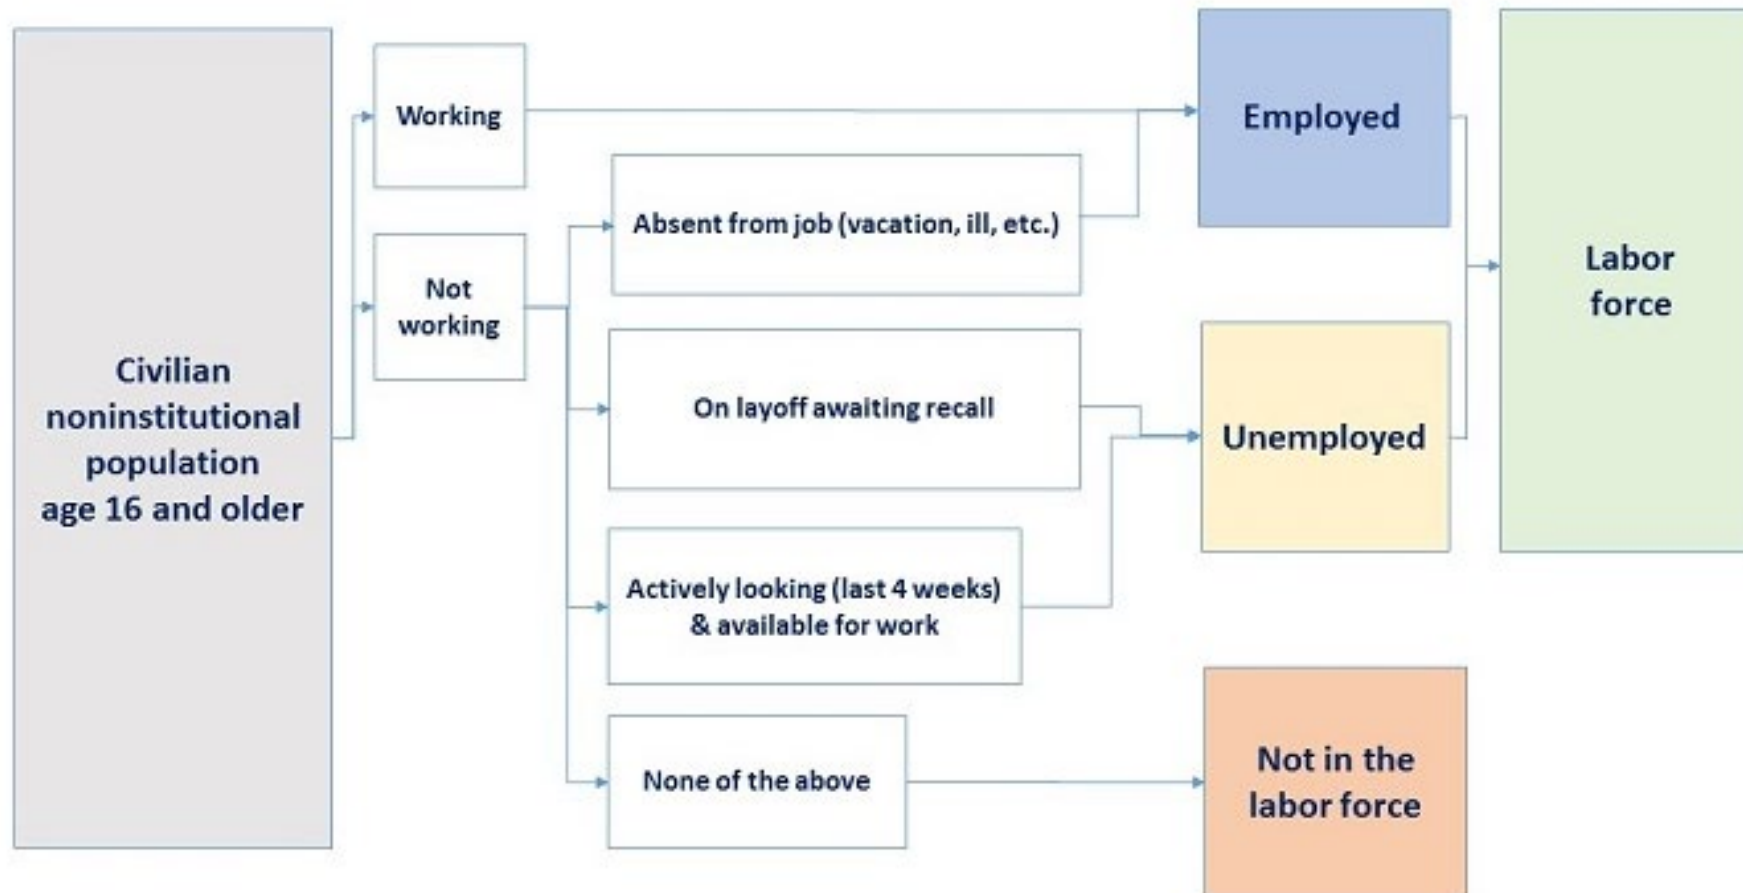 Civilian
noninstitutional
population
age 16 and older
Working
Not
working
Absent from job (vacation, ill, etc.)
On layoff awaiting recall
Actively looking (last 4 weeks)
& available for work
None of the above
Employed
Unemployed
Not in the
labor force
Labor
force